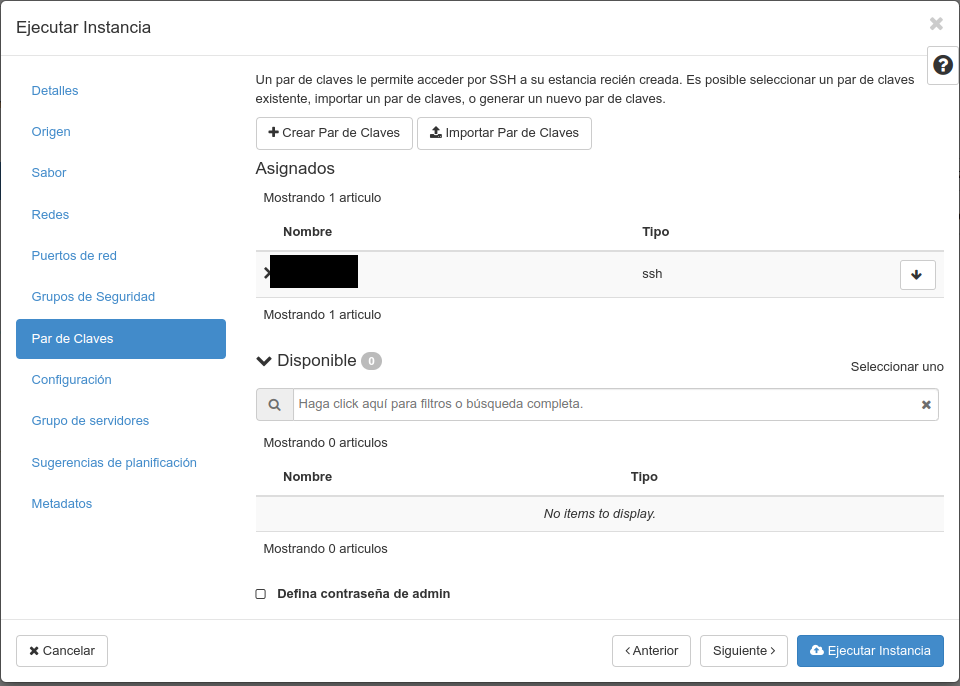 Ejecutar Instancia
Detalles
Origen
Sabor
Redes
Puertos de red
Grupos de Seguridad
Par de Claves
Configuración
Grupo de servidores
Sugerencias de planificación
Metadatos
Un par de claves le permite acceder por SSH a su estancia recién creada. Es posible seleccionar un par de claves
existente, importar un par de claves, o generar un nuevo par de claves.
Crear Par de Claves Importar Par de Claves
Asignados
Mostrando 1 articulo
Nombre Tipo
ssh
Mostrando 1 articulo
Disponible 0
Seleccionar uno
Haga click aquí para filtros o búsqueda completa.
Mostrando 0 articulos
Nombre Tipo
No items to display.
Mostrando 0 articulos
Defina contraseña de admin
Cancelar Anterior Siguiente Ejecutar Instancia